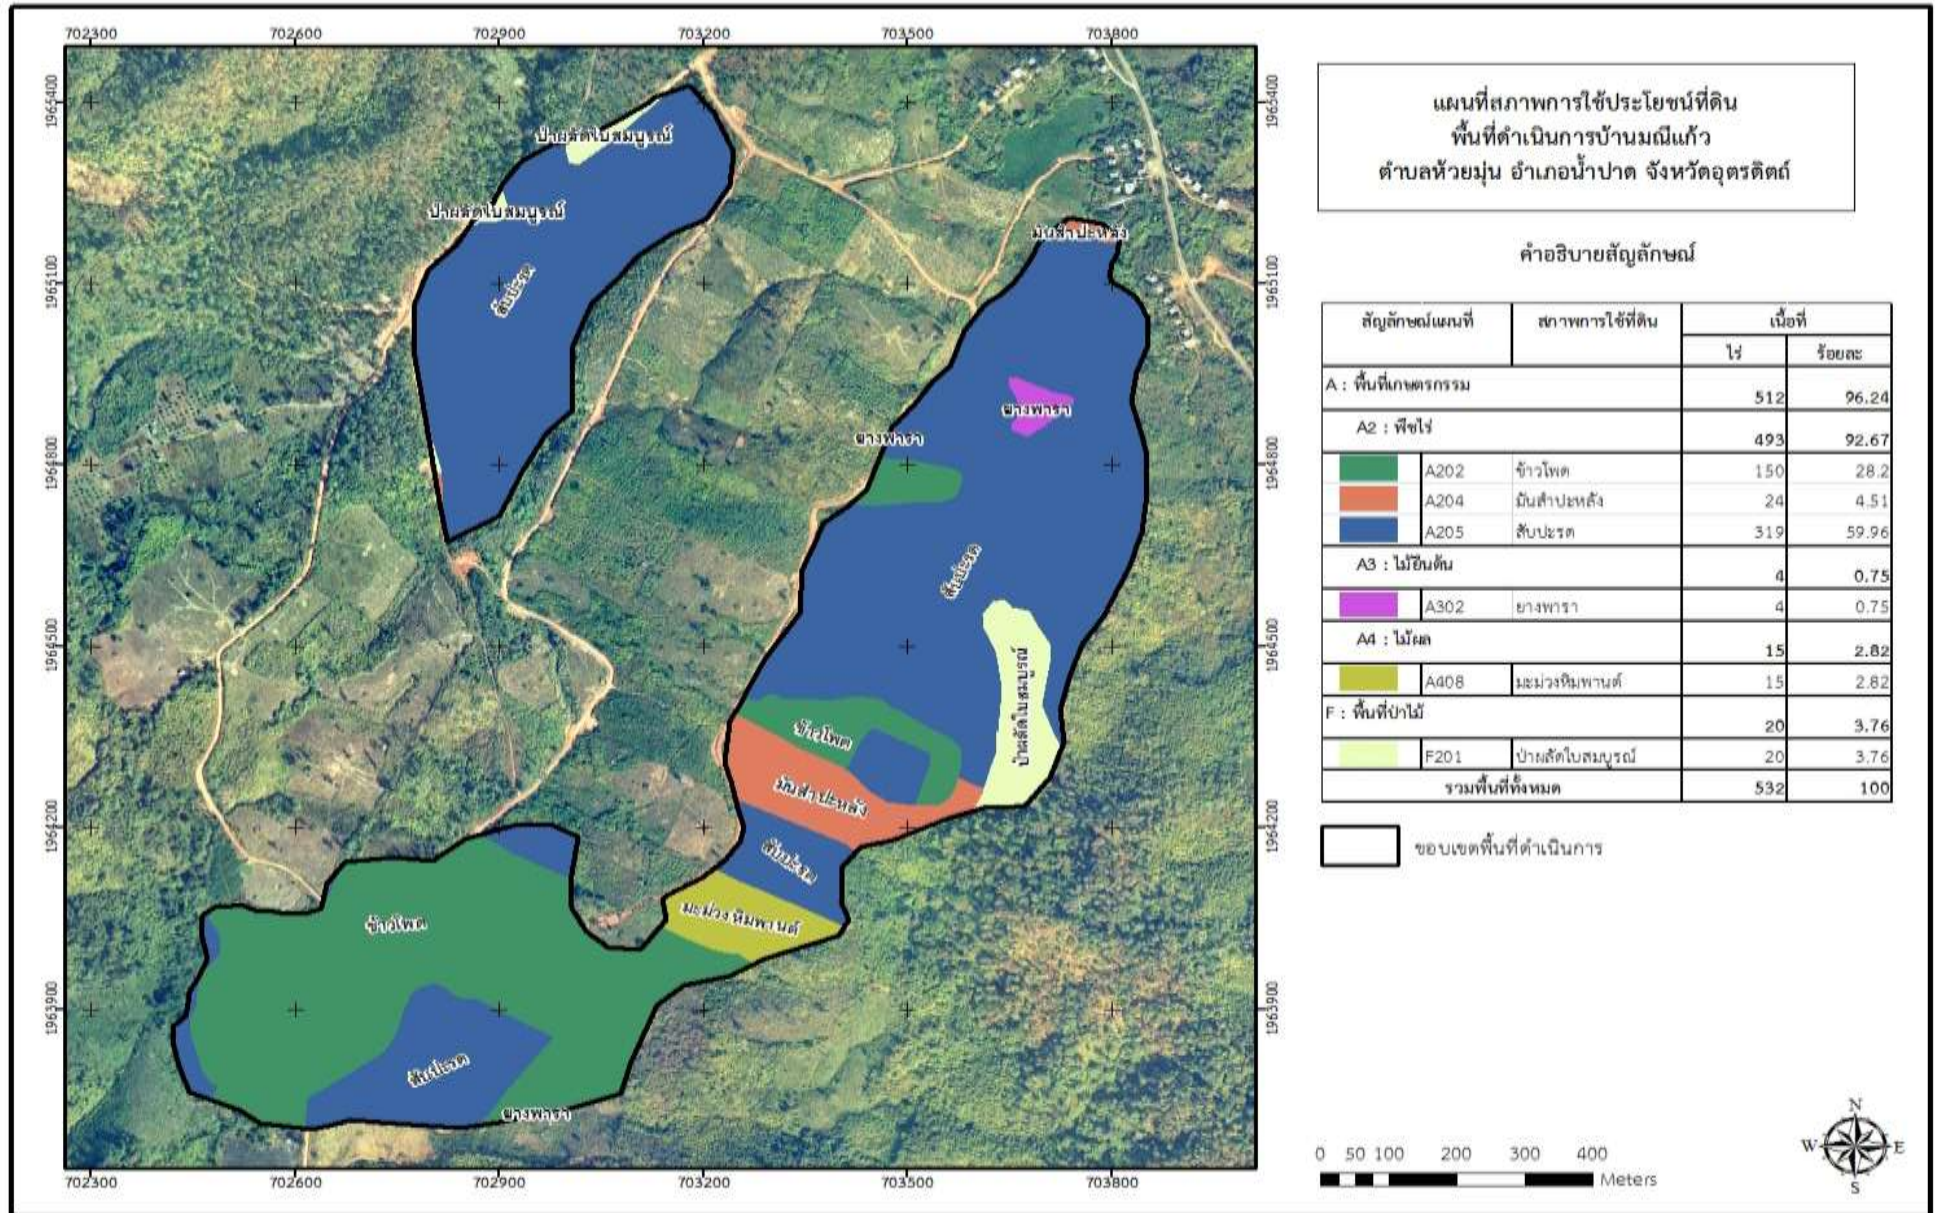 702300 702600 702900 703200 703500 703800
1965400 1965400
1965100 1965100
1964800 1964800
1964500 1964500
1964200 1964200
1963900 1963900
702300 702600 702900 703200 703500 703800
ป่าผลัดใบสมบูรณ์
ป่าผลัดใบสมบูรณ์
สับปะรด
มันสำปะหลัง
ยางพารา
ยางพารา
สับปะรด
ป่าผลัดใบสมบูรณ์
ข้าวโพด
มันสำปะหลัง
สับปะรด
มะม่วงหิมพานต์
ข้าวโพด
สับปะรด
ยางพารา
แผนที่สภาพการใช้ประโยชน์ที่ดิน
พื้นที่ดำเนินการบ้านมณีแก้ว
ตำบลห้วยมุ่น อำเภอน้ำปาด จังหวัดอุตรดิตถ์
คำอธิบายสัญลักษณ์
สัญลักษณ์แผนที่ สภาพการใช้ที่ดิน เนื้อที่
ไร่ ร้อยละ
A : พื้นที่เกษตรกรรม 512 96.24
A2 : พืชไร่ 493 92.67
A202 ข้าวโพด 150 28.2
A204 มันสำปะหลัง 24 4.51
A205 สับปะรด 319 59.96
A3 : ไม้ยืนต้น 4 0.75
A302 ยางพารา 4 0.75
A4 : ไม้ผล 15 2.82
A408 มะม่วงหิมพานต์ 15 2.82
F : พื้นที่ป่าไม้ 20 3.76
F201 ป่าผลัดใบสมบูรณ์ 20 3.76
รวมพื้นที่ทั้งหมด 532 100
ขอบเขตพื้นที่ดำเนินการ
0 50 100 200 300 400
Meters
N
W E
S